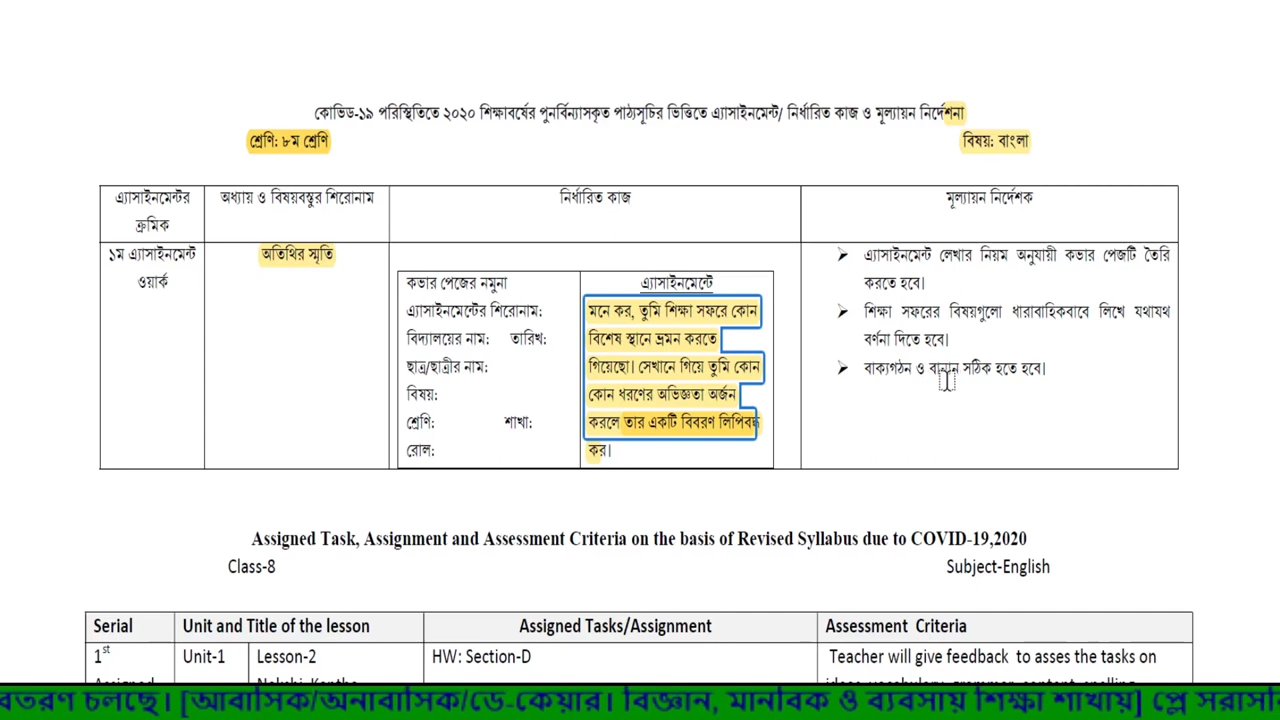 কোভিড-১৯ পরিস্থিতিতে ২০২০ শিক্ষাবর্ষের পুনর্বিন্যাসকৃত পাঠ্যসূচির ভিত্তিতে এ্যাসাইনমেন্ট/ নির্ধারিত কাজ ও মূল্যায়ন নির্দেশনা
শ্রেণি: ৮ম শ্রেণি
বিষয়: বাংলা
এ্যাসাইনমেন্টের
ক্রমিক
অধ্যায় ও বিষয়বস্তুর শিরোনাম
নির্ধারিত কাজ
মূল্যায়ন নির্দেশক
১ম এ্যাসাইনমেন্ট
ওয়ার্ক
অতিথির স্মৃতি
কভার পেজের নমুনা
এ্যাসাইনমেন্টের শিরোনাম:
বিদ্যালয়ের নাম: তারিখ:
ছাত্র/ছাত্রীর নাম:
বিষয়:
শ্রেণি: শাখা:
রোল:
এ্যাসাইনমেন্টে
মনে কর, তুমি শিক্ষা সফরে কোন
বিশেষ স্থানে ভ্রমন করতে
গিয়েছো। সেখানে গিয়ে তুমি কোন
কোন ধরণের অভিজ্ঞতা অর্জন
করলে তার একটি বিবরণ লিপিবদ্ধ
কর।
➢ এ্যাসাইনমেন্ট লেখার নিয়ম অনুযায়ী কভার পেজটি তৈরি
করতে হবে।
➢ শিক্ষা সফরের বিষয়গুলো ধারাবাহিকবাবে লিখে যথাযথ
বর্ণনা দিতে হবে।
➢ বাক্যগঠন ও বানান সঠিক হতে হবে।
Assigned Task, Assignment and Assessment Criteria on the basis of Revised Syllabus due to COVID-19,2020
Class-8
Subject-English
Serial Unit and Title of the lesson Assigned Tasks/Assignment Assessment Criteria
1st Unit-1 Lesson-2 HW: Section-D Teacher will give feedback to asses the tasks on
বতরণ চলছে। [আবাসিক/অনাবাসিক/ডে-কেয়ার। বিজ্ঞান, মানবিক ও ব্যবসায় শিক্ষা শাখায়] প্লে